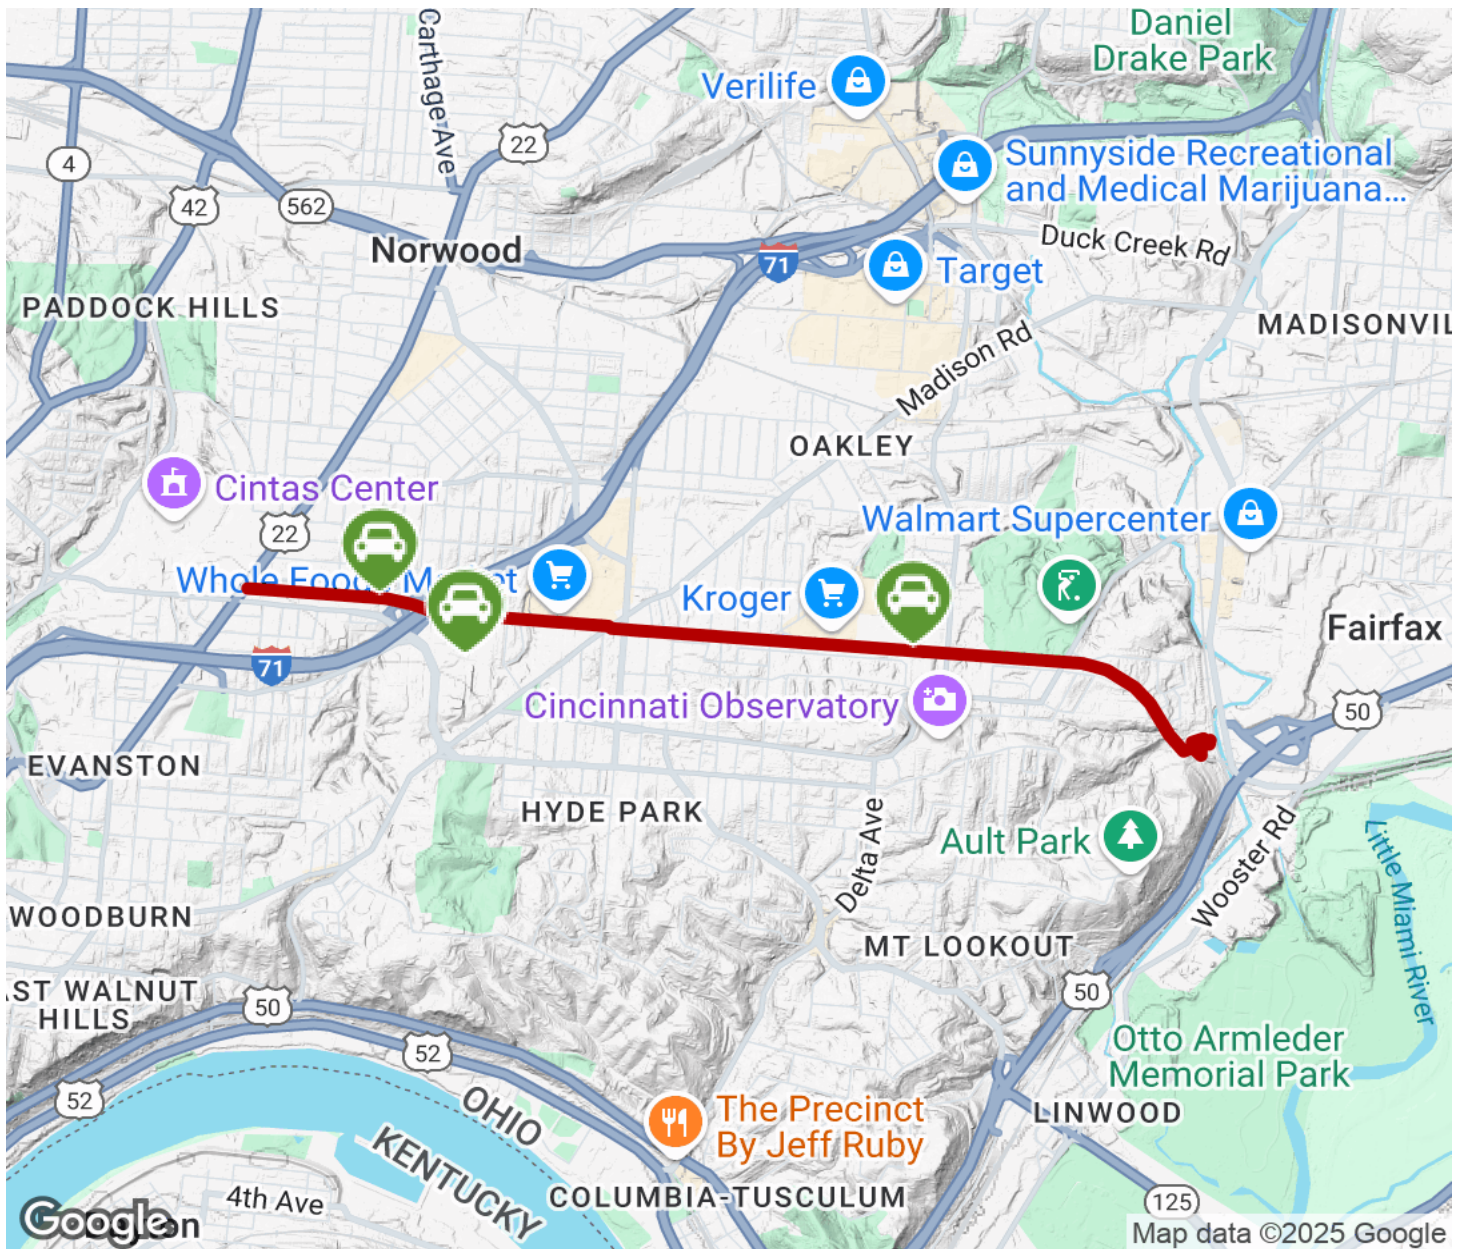 Daniel
Drake Park
Carthage Ave
Verilife
22
Sunnyside Recreational
and Medical Marijuana...
4
42
562
Norwood
Duck Creek Rd
71
Target
PADDOCK HILLS
MADISONVIL
Madison Rd
OAKLEY
Cintas Center
Walmart Supercenter
22
Whole Foods Market
Kroger
Fairfax
71
Cincinnati Observatory
50
EVANSTON
HYDE PARK
Delta Ave
Ault Park
Wooster Rd
Little Miami River
WOODBURN
MT LOOKOUT
AST WALNUT
HILLS
50
50
52
Otto Armleder
Memorial Park
52
OHIO
KENTUCKY
The Precinct
By Jeff Ruby
LINWOOD
4th Ave
COLUMBIA-TUSCULUM
125
Google
Map data ©2025 Google